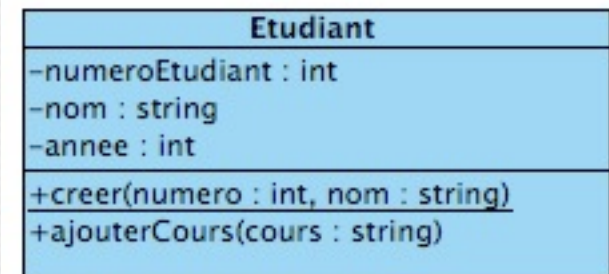 Etudiant
-numeroEtudiant : int
-nom : string
-annee : int
+creer(numero : int, nom : string)
+ajouterCours(cours : string)